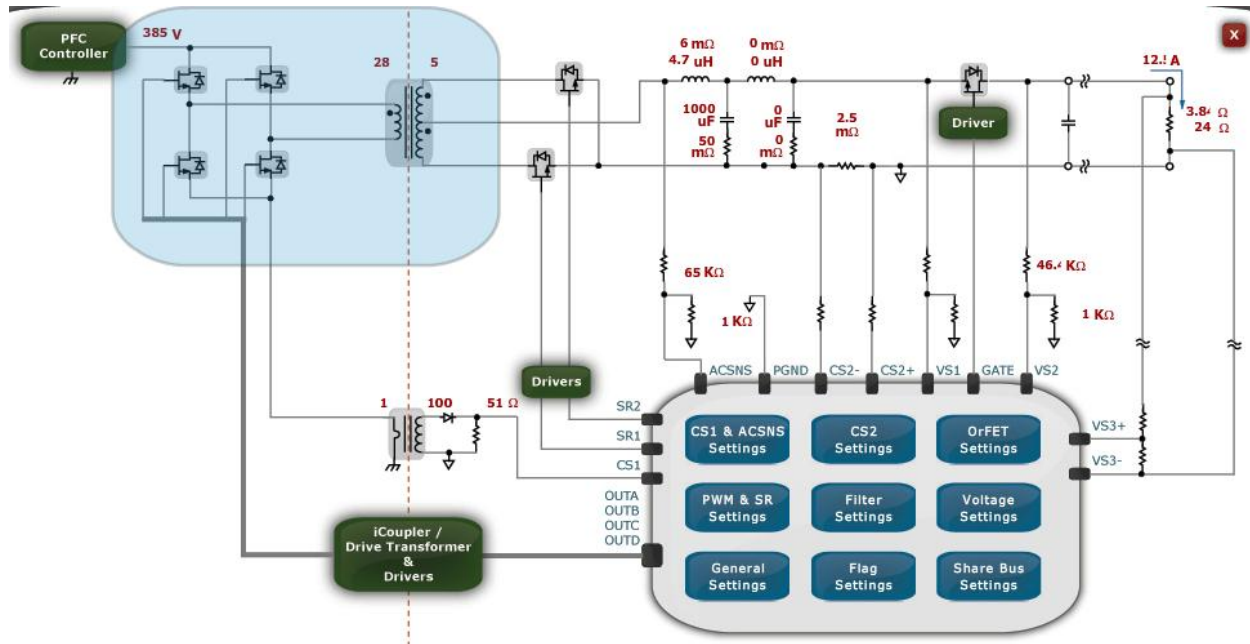 PFC
Controller
385 V
28
5
6 mΩ
4.7 uH
0 mΩ
0 uH
1000
uF
50
mΩ
0
uF
0
mΩ
2.5
mΩ
Driver
X
24 Ω
65 KΩ
1 KΩ
1 KΩ
ACSNS
PGND
CS2-
CS2+
VS1
GATE
VS2
Drivers
1
100
51 Ω
SR2
SR1
CS1
OUTA
OUTB
OUTC
OUTD
VS3+
VS3-
CS1 & ACSNS
Settings
CS2
Settings
OrFET
Settings
PWM & SR
Settings
Filter
Settings
Voltage
Settings
General
Settings
Flag
Settings
Share Bus
Settings
iCoupler /
Drive Transformer
&
Drivers